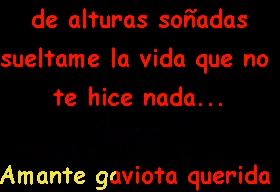 de alturas soñadas
sueltame la vida que no
te hice nada...
Amante gaviota querida